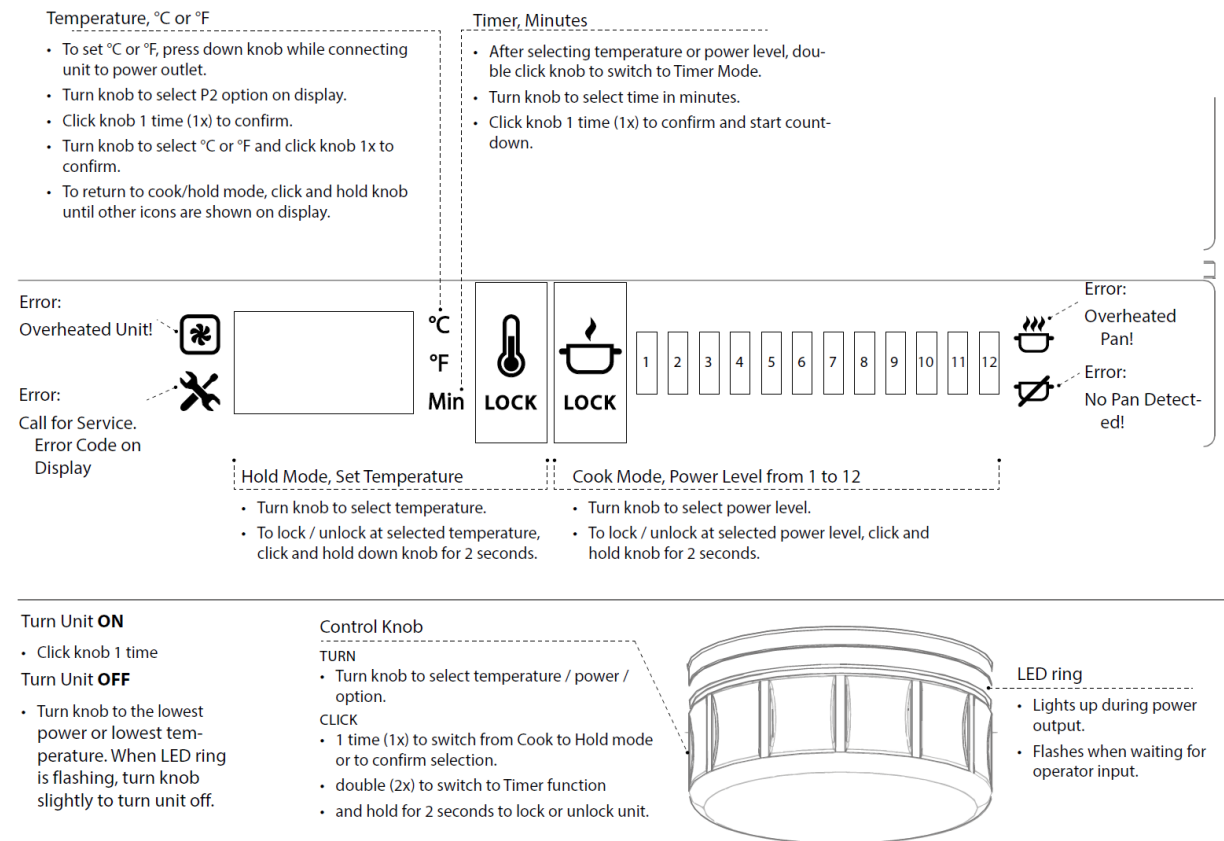 Temperature, °C or °F
• To set °C or °F, press down knob while connecting
unit to power outlet.
• Turn knob to select P2 option on display.
• Click knob 1 time (1x) to confirm.
• Turn knob to select °C or °F and click knob 1x to
confirm.
• To return to cook/hold mode, click and hold knob
until other icons are shown on display.
Timer, Minutes
• After selecting temperature or power level, dou-
ble click knob to switch to Timer Mode.
• Turn knob to select time in minutes.
• Click knob 1 time (1x) to confirm and start count-
down.
Error:
Overheated Unit!
Error:
Call for Service.
Error Code on
Display
°C
°F
Min
LOCK
LOCK
1 2 3 4 5 6 7 8 9 10 11 12
Error:
Overheated
Pan!
Error:
No Pan Detect-
ed!
Hold Mode, Set Temperature
• Turn knob to select temperature.
• To lock / unlock at selected temperature,
click and hold down knob for 2 seconds.
Cook Mode, Power Level from 1 to 12
• Turn knob to select power level.
• To lock / unlock at selected power level, click and
hold knob for 2 seconds.
Turn Unit ON
• Click knob 1 time
Turn Unit OFF
• Turn knob to the lowest
power or lowest tem-
perature. When LED ring
is flashing, turn knob
slightly to turn unit off.
Control Knob
TURN
• Turn knob to select temperature / power /
option.
CLICK
• 1 time (1x) to switch from Cook to Hold mode
or to confirm selection.
• double (2x) to switch to Timer function
• and hold for 2 seconds to lock or unlock unit.
LED ring
• Lights up during power
output.
• Flashes when waiting for
operator input.